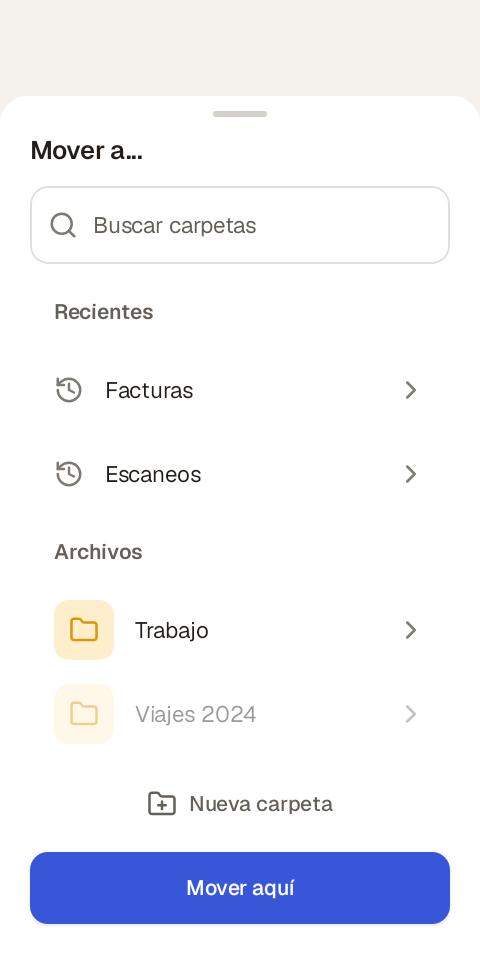 Mover a...
Buscar carpetas
Recientes
Facturas
Escaneos
Archivos
Trabajo
Viajes 2024
Nueva carpeta
Mover aquí